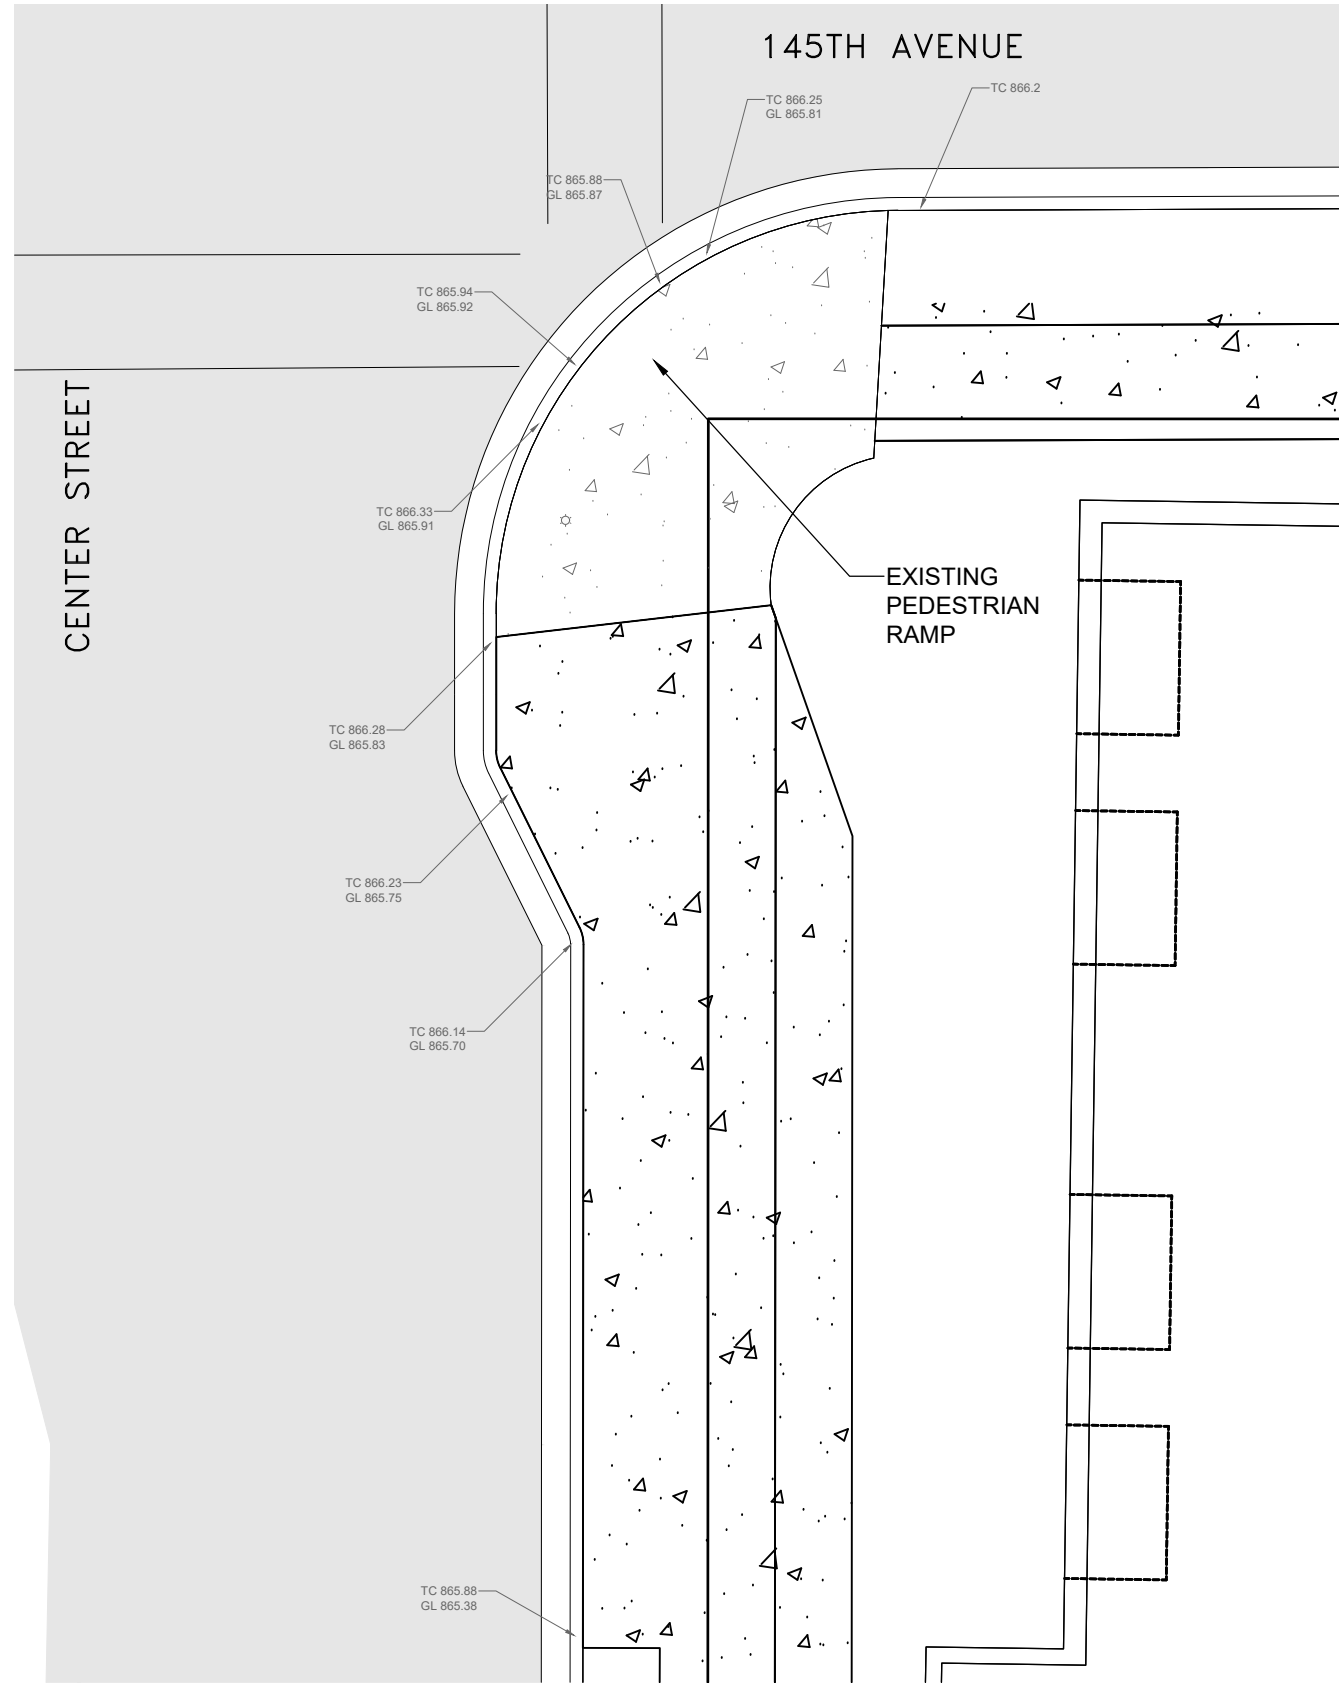 145TH AVENUE
TC 866.2
TC 866.25
GL 865.81
TC 865.88
GL 865.87
TC 865.94
GL 865.92
CENTER STREET
TC 866.33
GL 865.91
EXISTING
PEDESTRIAN
RAMP
TC 866.28
GL 865.83
TC 866.23
GL 865.75
TC 866.14
GL 865.70
TC 865.88
GL 865.38